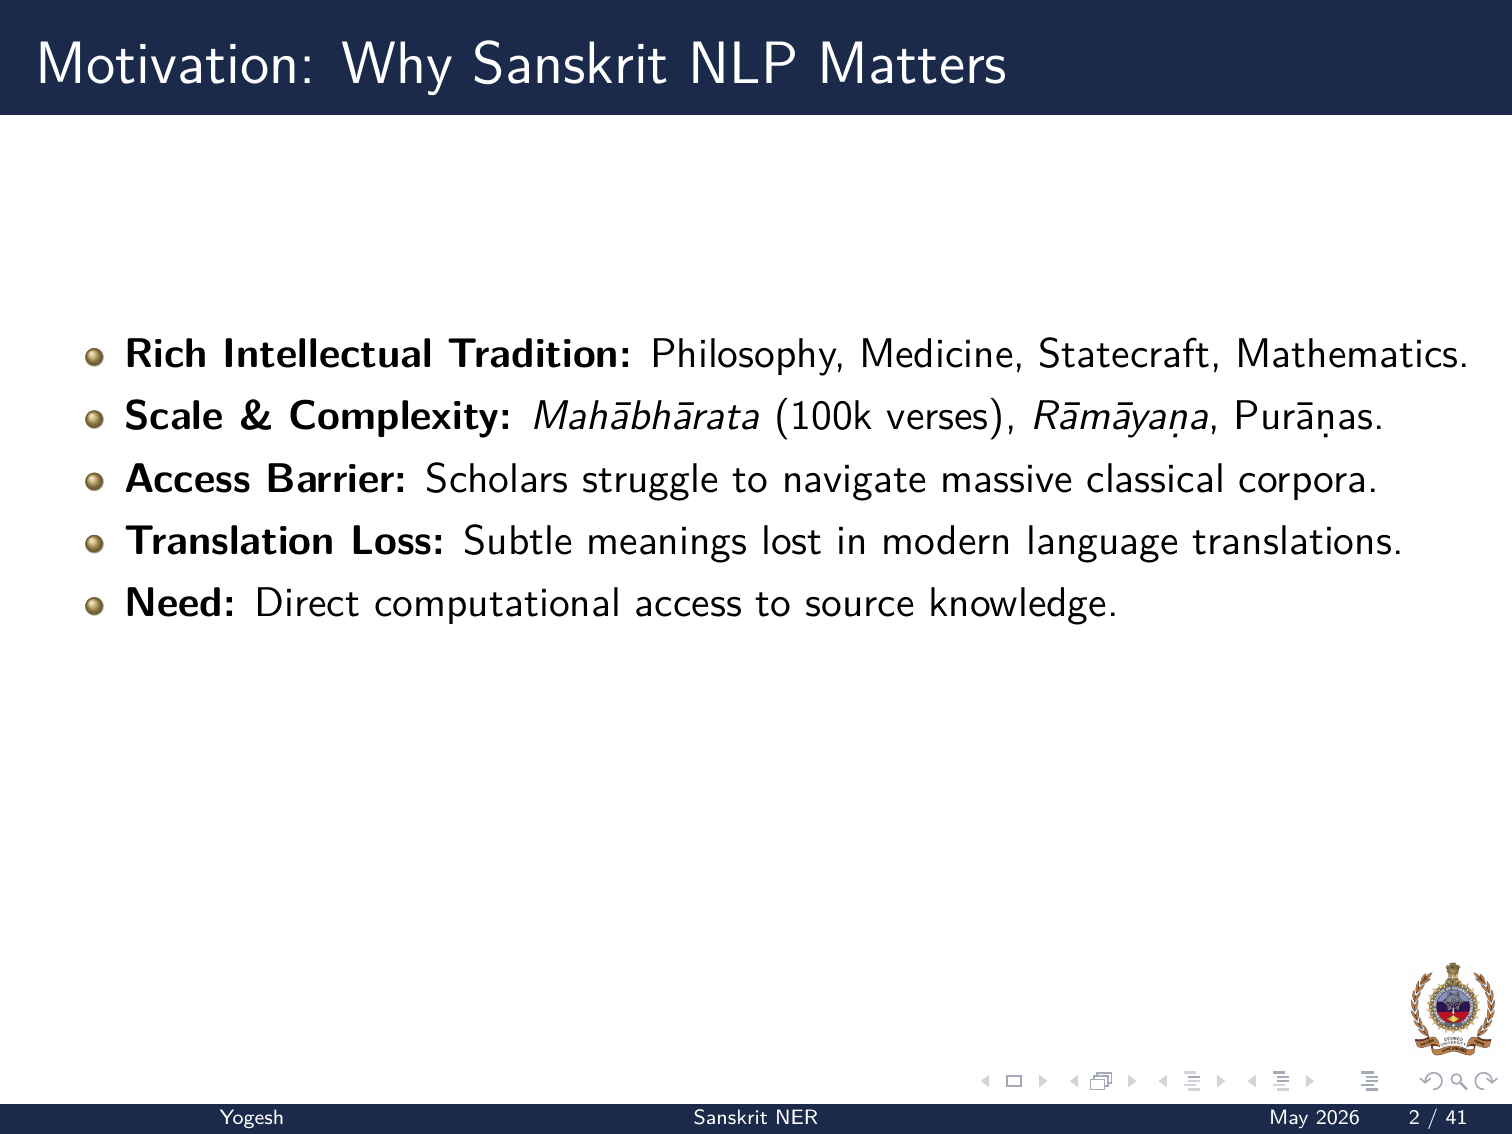 Motivation: Why Sanskrit NLP Matters
Rich Intellectual Tradition: Philosophy, Medicine, Statecraft, Mathematics.
Scale & Complexity: Mahābhārata (100k verses), Rāmāyaṇa, Purāṇas.
Access Barrier: Scholars struggle to navigate massive classical corpora.
Translation Loss: Subtle meanings lost in modern language translations.
Need: Direct computational access to source knowledge.
Yogesh Sanskrit NER May 2026 2 / 41